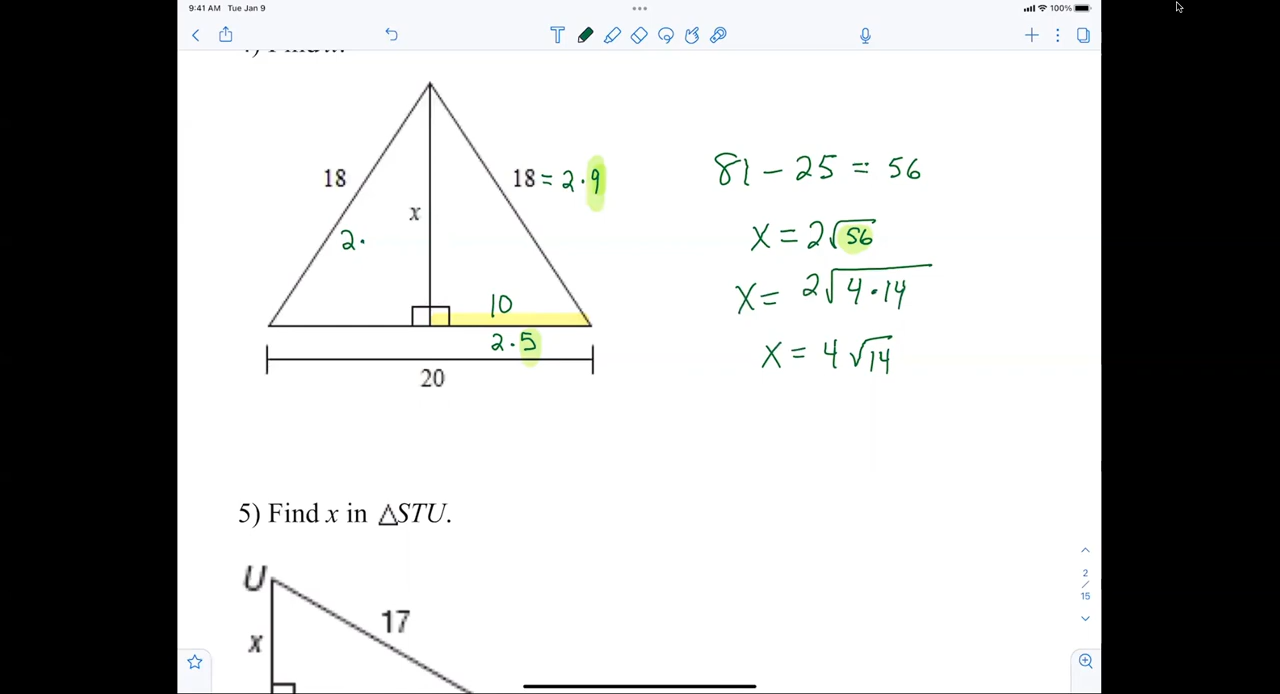 9:41 AM Tue Jan 9
100%
18
18 = 2 · 9
x
2 ·
10
2 · 5
20
81 – 25 = 56
x = 2√56
x = 2√4 · 14
x = 4√14
5) Find x in △STU.
U
17
x
2
/
15